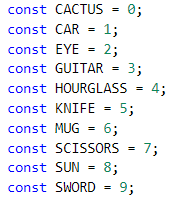 const CACTUS = 0;
const CAR = 1;
const EYE = 2;
const GUITAR = 3;
const HOURGLASS = 4;
const KNIFE = 5;
const MUG = 6;
const SCISSORS = 7;
const SUN = 8;
const SWORD = 9;